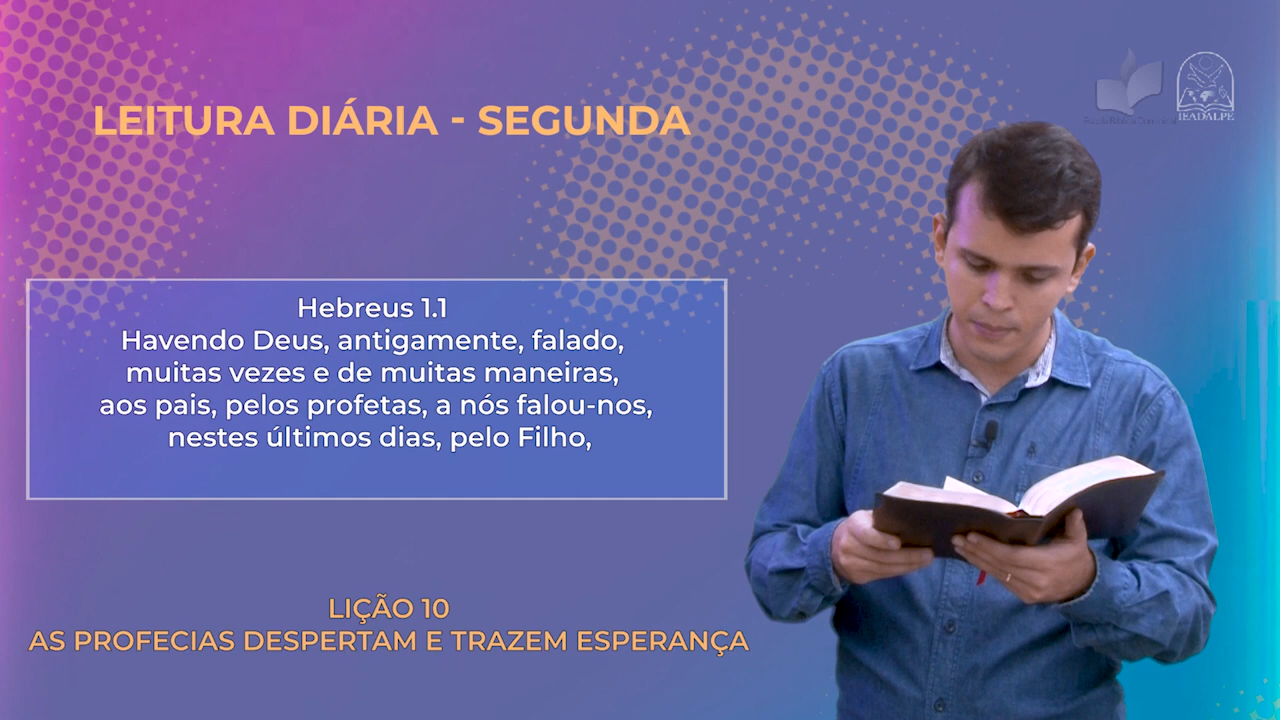 LEITURA DIÁRIA - SEGUNDA
IEADALPE
Hebreus 1.1
Havendo Deus, antigamente, falado,
muitas vezes e de muitas maneiras,
aos pais, pelos profetas, a nós falou-nos,
nestes últimos dias, pelo Filho,
LIÇÃO 10
AS PROFECIAS DESPERTAM E TRAZEM ESPERANÇA